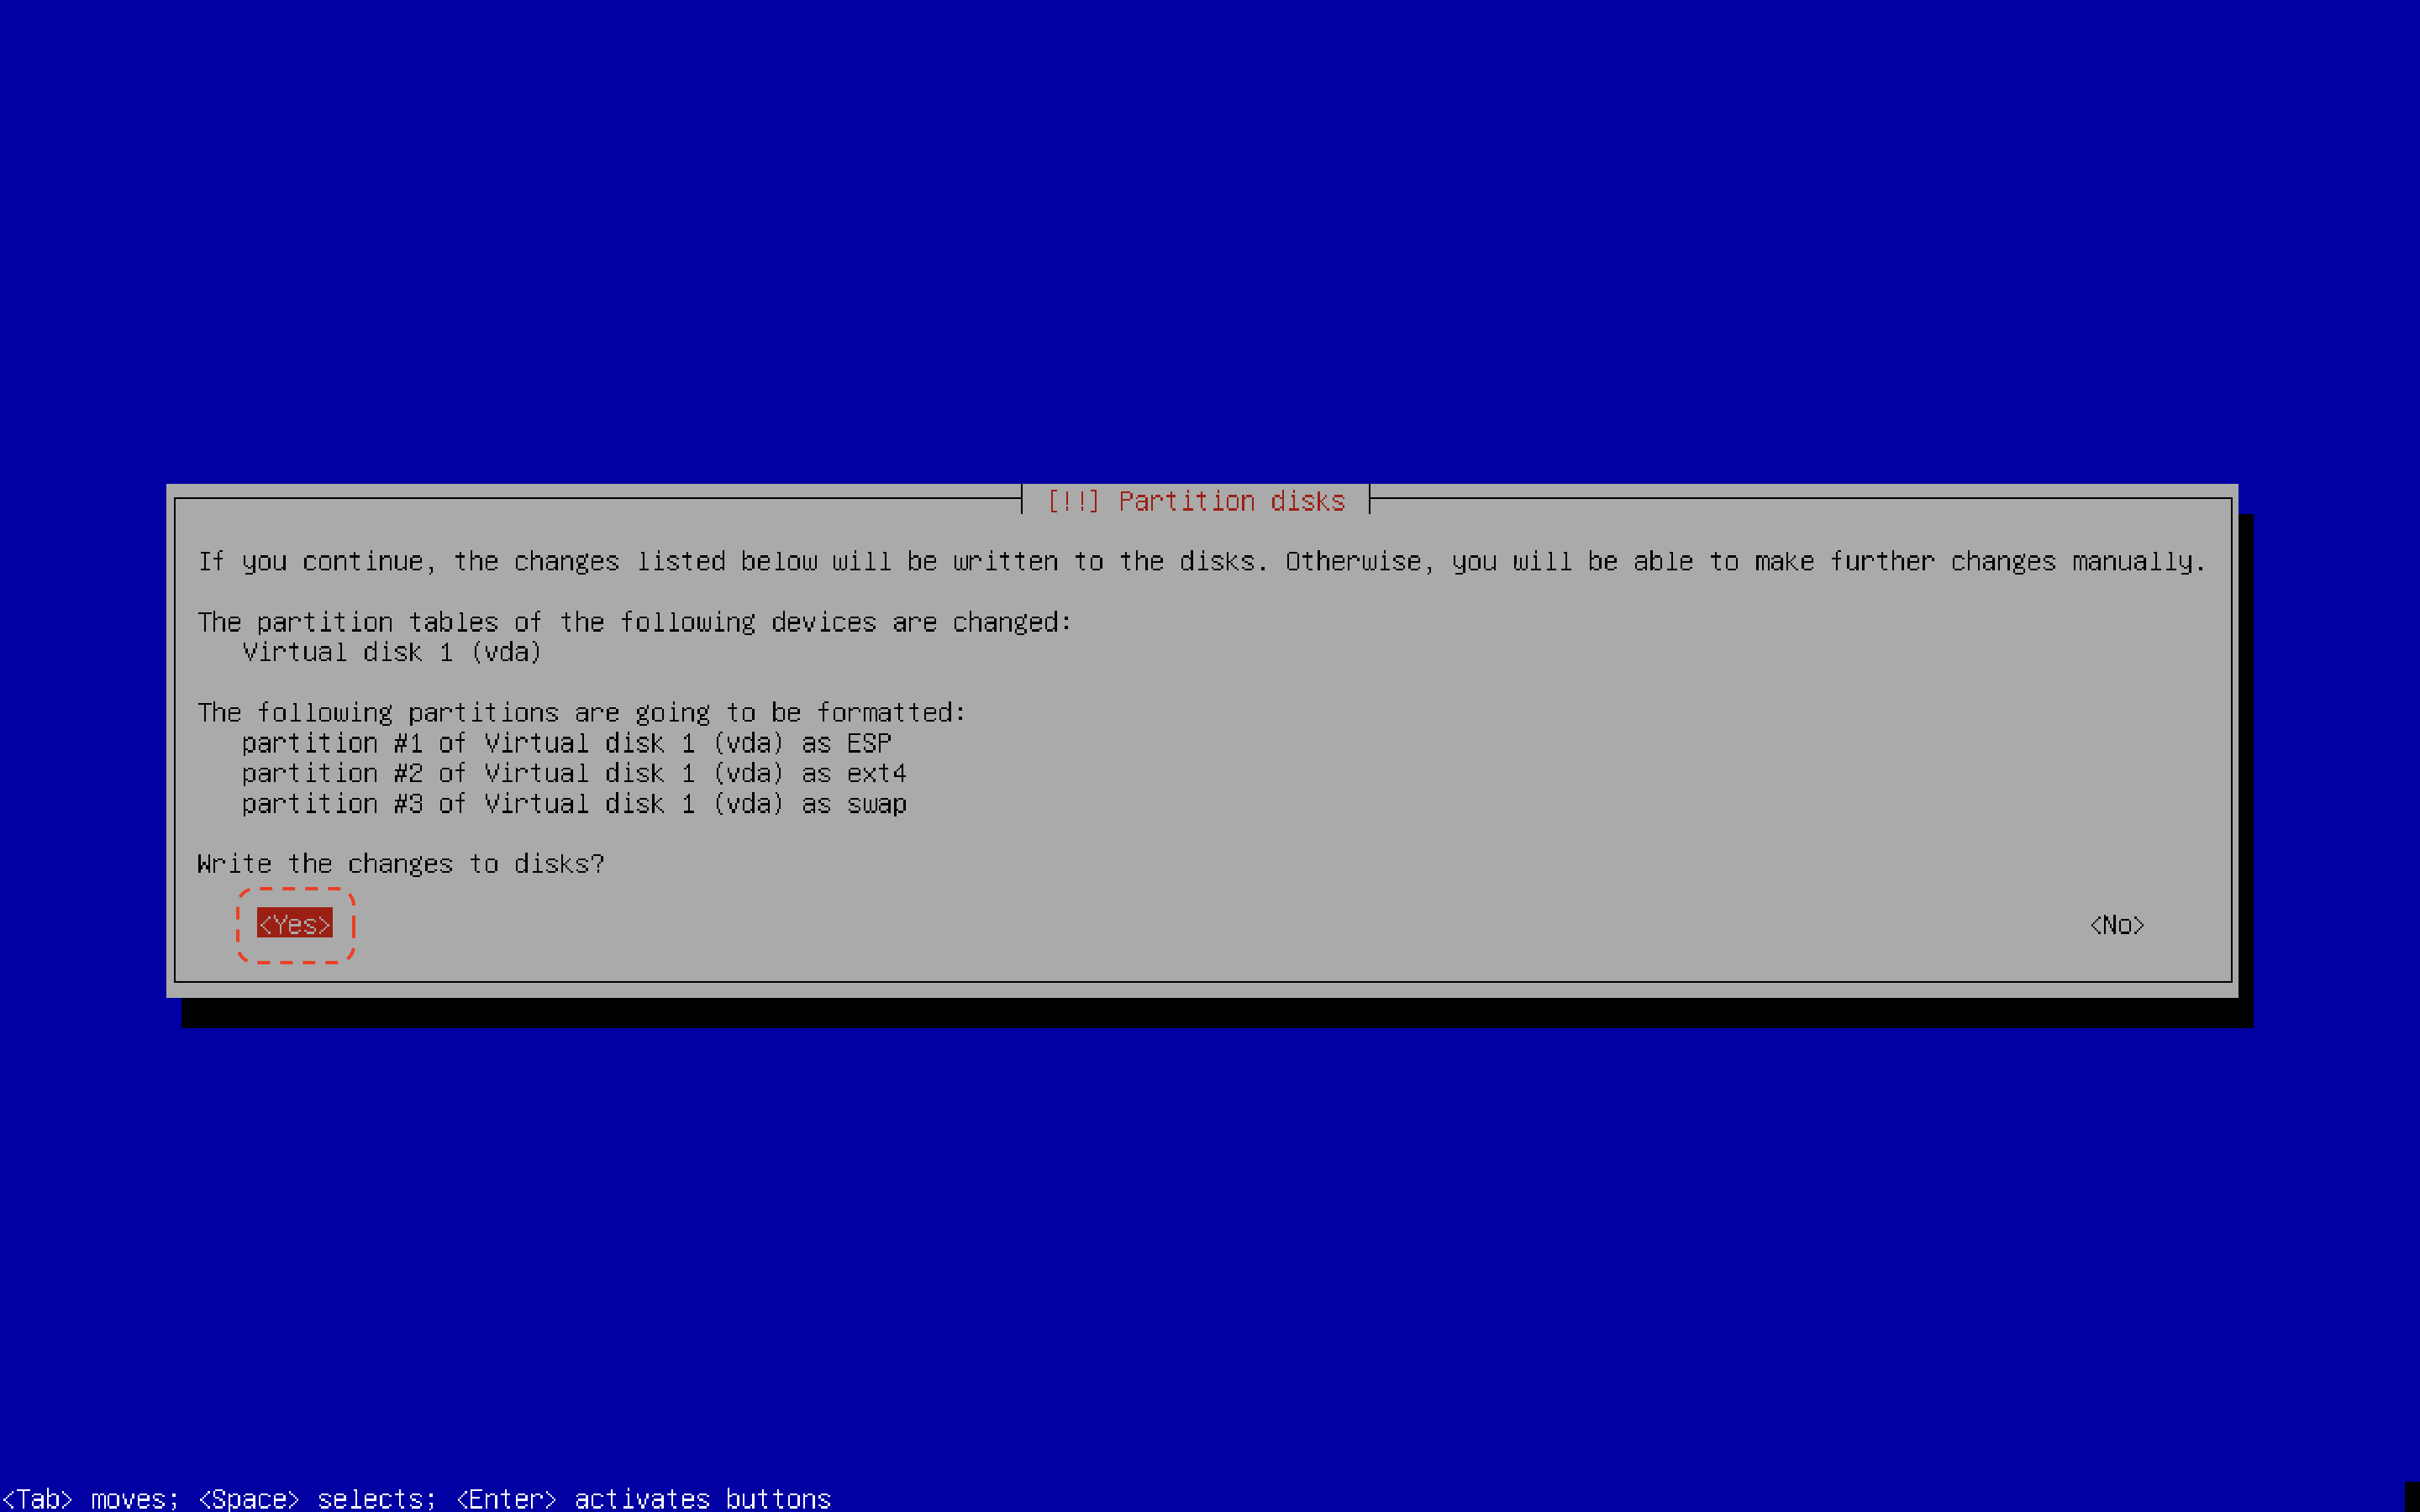 [!!] Partition disks
If you continue, the changes listed below will be written to the disks. Otherwise, you will be able to make further changes manually.
The partition tables of the following devices are changed:
Virtual disk 1 (vda)
The following partitions are going to be formatted:
partition #1 of Virtual disk 1 (vda) as ESP
partition #2 of Virtual disk 1 (vda) as ext4
partition #3 of Virtual disk 1 (vda) as swap
Write the changes to disks?
<Yes> <No>
<Tab> moves; <Space> selects; <Enter> activates buttons